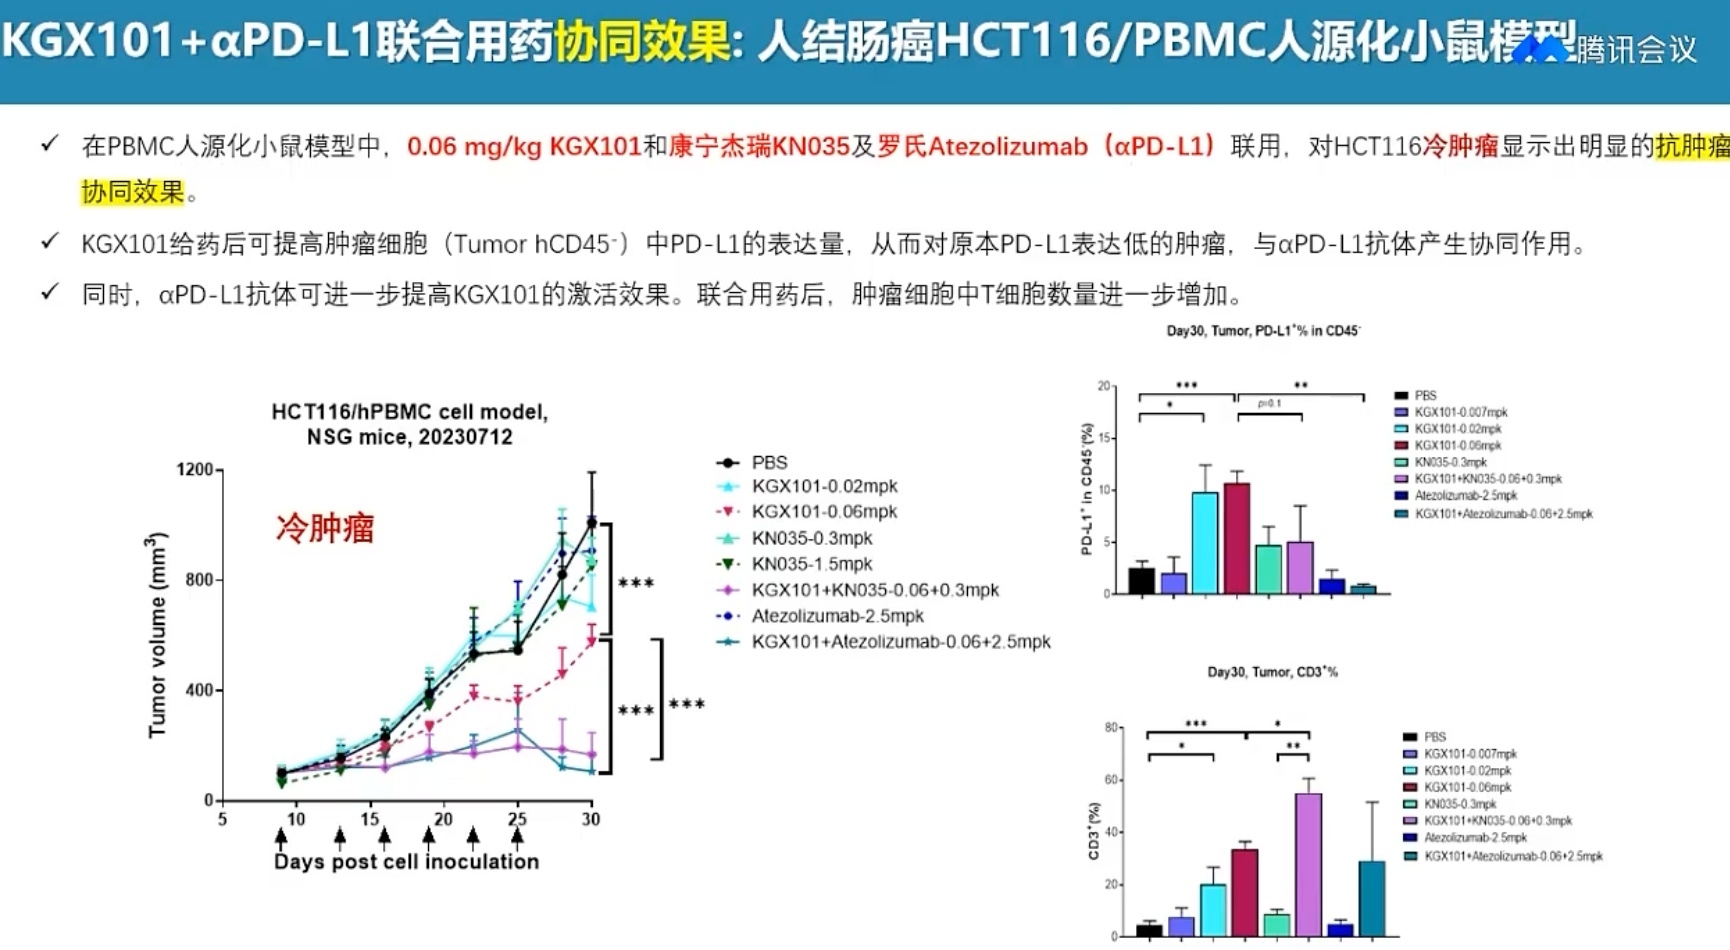 KGX101+αPD-L1联合用药协同效果: 人结肠癌HCT116/PBMC人源化小鼠模型
腾讯会议
✓ 在PBMC人源化小鼠模型中，0.06 mg/kg KGX101和康宁杰瑞KN035及罗氏Atezolizumab（αPD-L1）联用，对HCT116冷肿瘤显示出明显的抗肿瘤
协同效果。
✓ KGX101给药后可提高肿瘤细胞（Tumor hCD45⁻）中PD-L1的表达量，从而对原本PD-L1表达低的肿瘤，与αPD-L1抗体产生协同作用。
✓ 同时，αPD-L1抗体可进一步提高KGX101的激活效果。联合用药后，肿瘤细胞中T细胞数量进一步增加。
HCT116/hPBMC cell model,
NSG mice, 20230712
冷肿瘤
Tumor volume (mm³)
1200
800
400
0
5 10 15 20 25 30
Days post cell inoculation
PBS
KGX101-0.02mpk
KGX101-0.06mpk
KN035-0.3mpk
KN035-1.5mpk
KGX101+KN035-0.06+0.3mpk
Atezolizumab-2.5mpk
KGX101+Atezolizumab-0.06+2.5mpk
***
***
***
Day30, Tumor, PD-L1⁺% in CD45⁻
PD-L1⁺ in CD45⁻(%)
20
15
10
5
0
*** **
* p=0.1
PBS
KGX101-0.007mpk
KGX101-0.02mpk
KGX101-0.06mpk
KN035-0.3mpk
KGX101+KN035-0.06+0.3mpk
Atezolizumab-2.5mpk
KGX101+Atezolizumab-0.06+2.5mpk
Day30, Tumor, CD3⁺%
CD3⁺(%)
80
60
40
20
0
*** *
* **
PBS
KGX101-0.007mpk
KGX101-0.02mpk
KGX101-0.06mpk
KN035-0.3mpk
KGX101+KN035-0.06+0.3mpk
Atezolizumab-2.5mpk
KGX101+Atezolizumab-0.06+2.5mpk